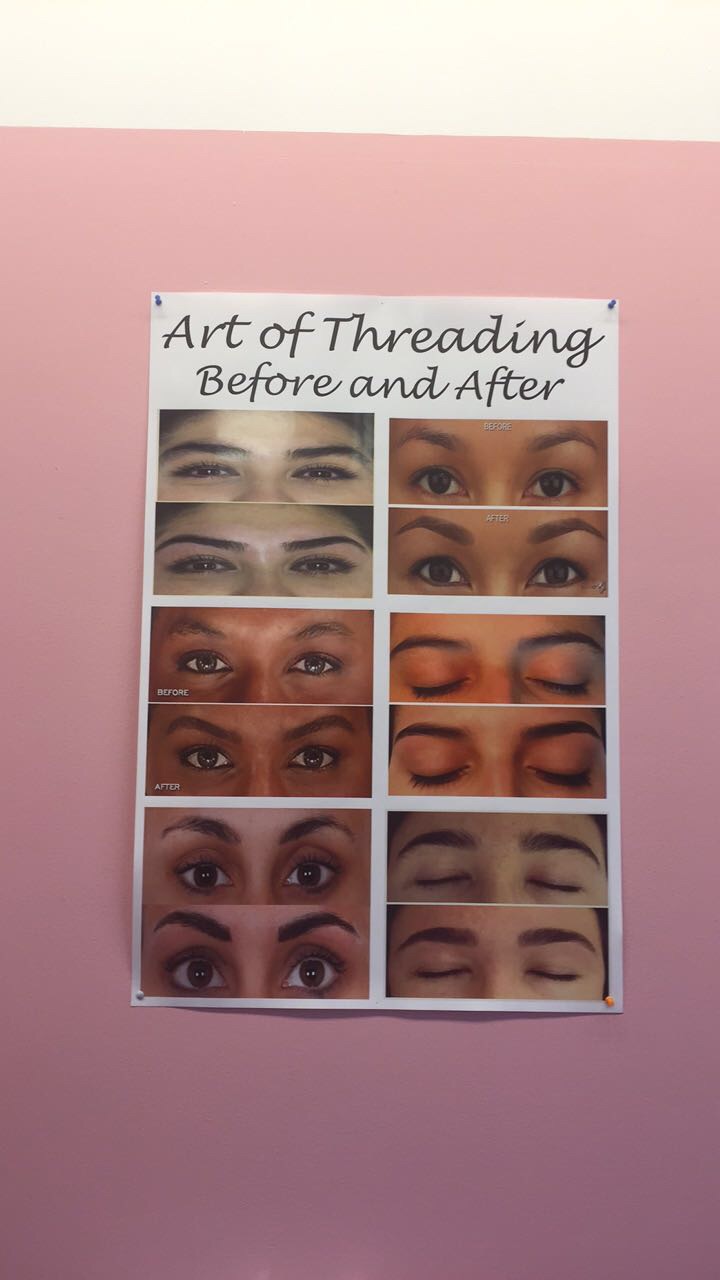 Art of Threading
Before and After
BEFORE
AFTER
BEFORE
AFTER